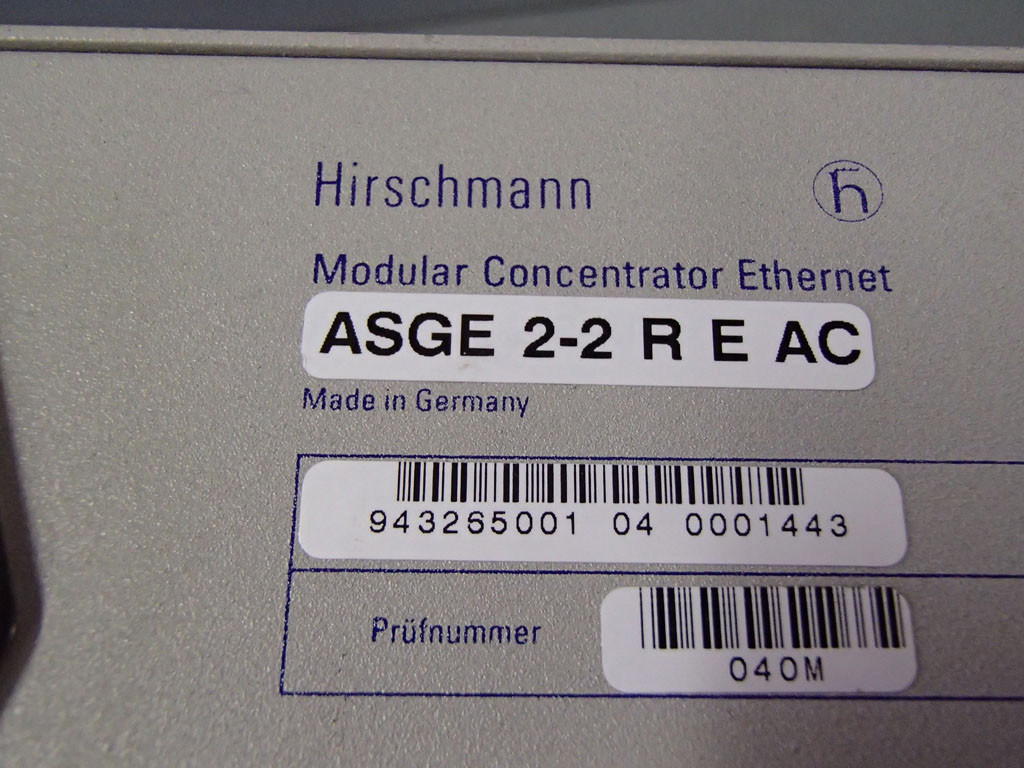 Hirschmann h
Modular Concentrator Ethernet
ASGE 2-2 R E AC
Made in Germany
943265001 04 0001443
Prüfnummer
040M